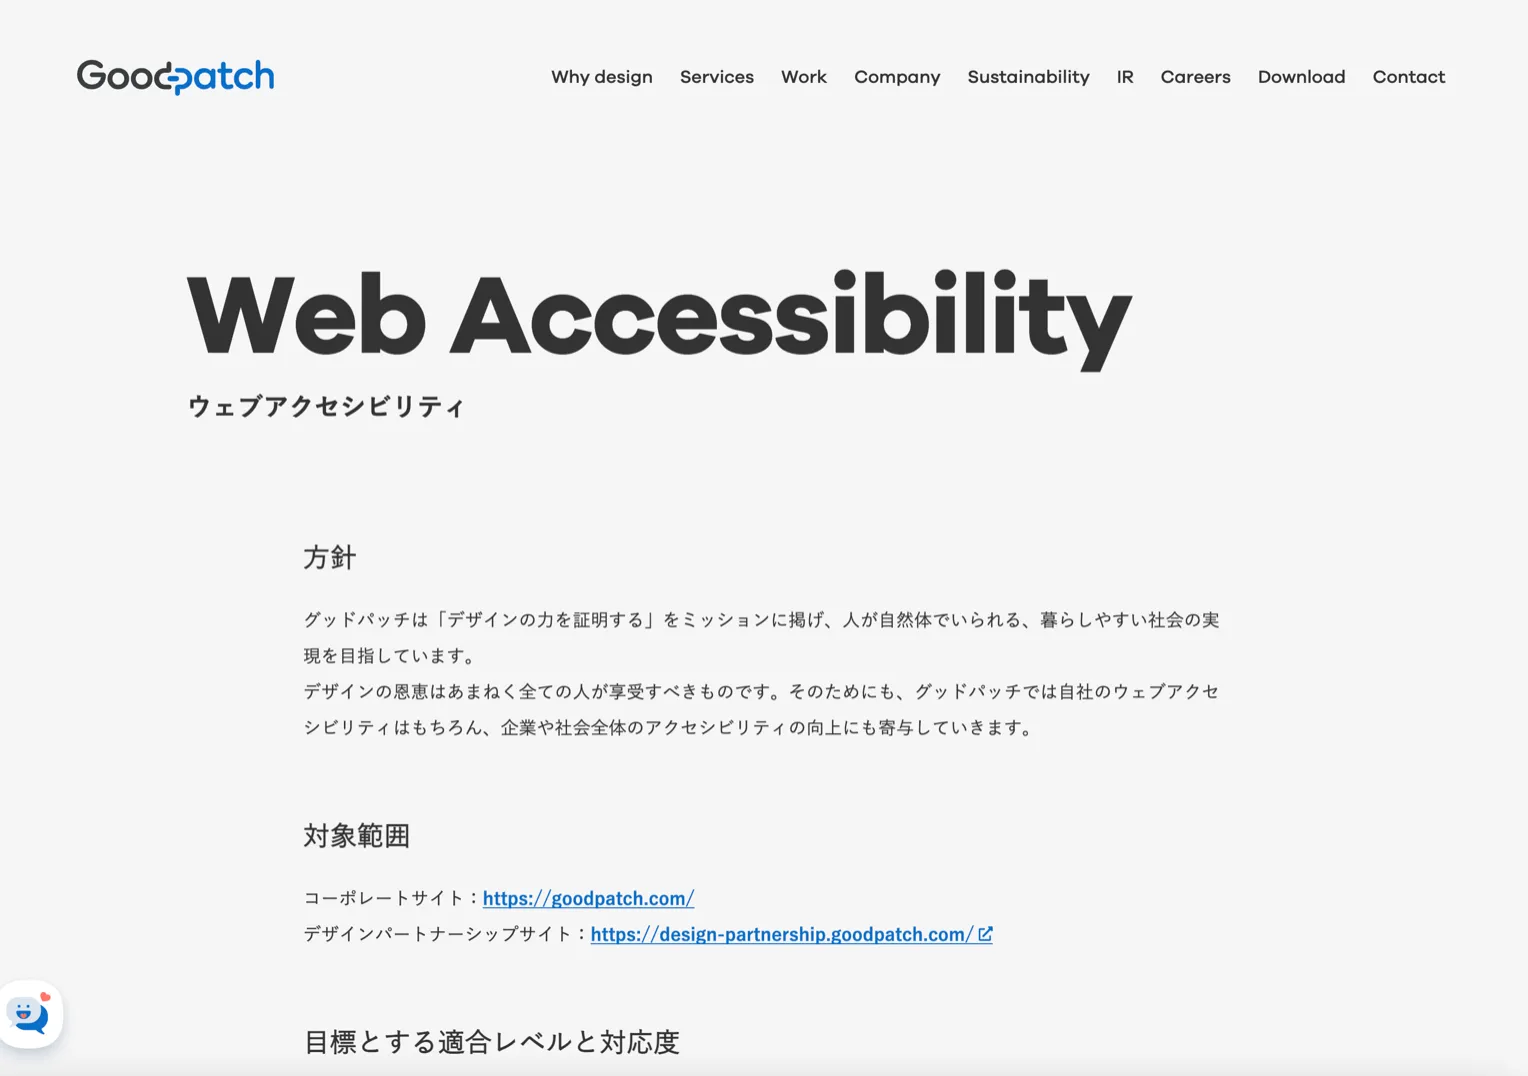 Goodpatch
Why design Services Work Company Sustainability IR Careers Download Contact
Web Accessibility
ウェブアクセシビリティ
方針
グッドパッチは「デザインの力を証明する」をミッションに掲げ、人が自然体でいられる、暮らしやすい社会の実
現を目指しています。
デザインの恩恵はあまねく全ての人が享受すべきものです。そのためにも、グッドパッチでは自社のウェブアクセ
シビリティはもちろん、企業や社会全体のアクセシビリティの向上にも寄与していきます。
対象範囲
コーポレートサイト：https://goodpatch.com/
デザインパートナーシップサイト：https://design-partnership.goodpatch.com/
目標とする適合レベルと対応度